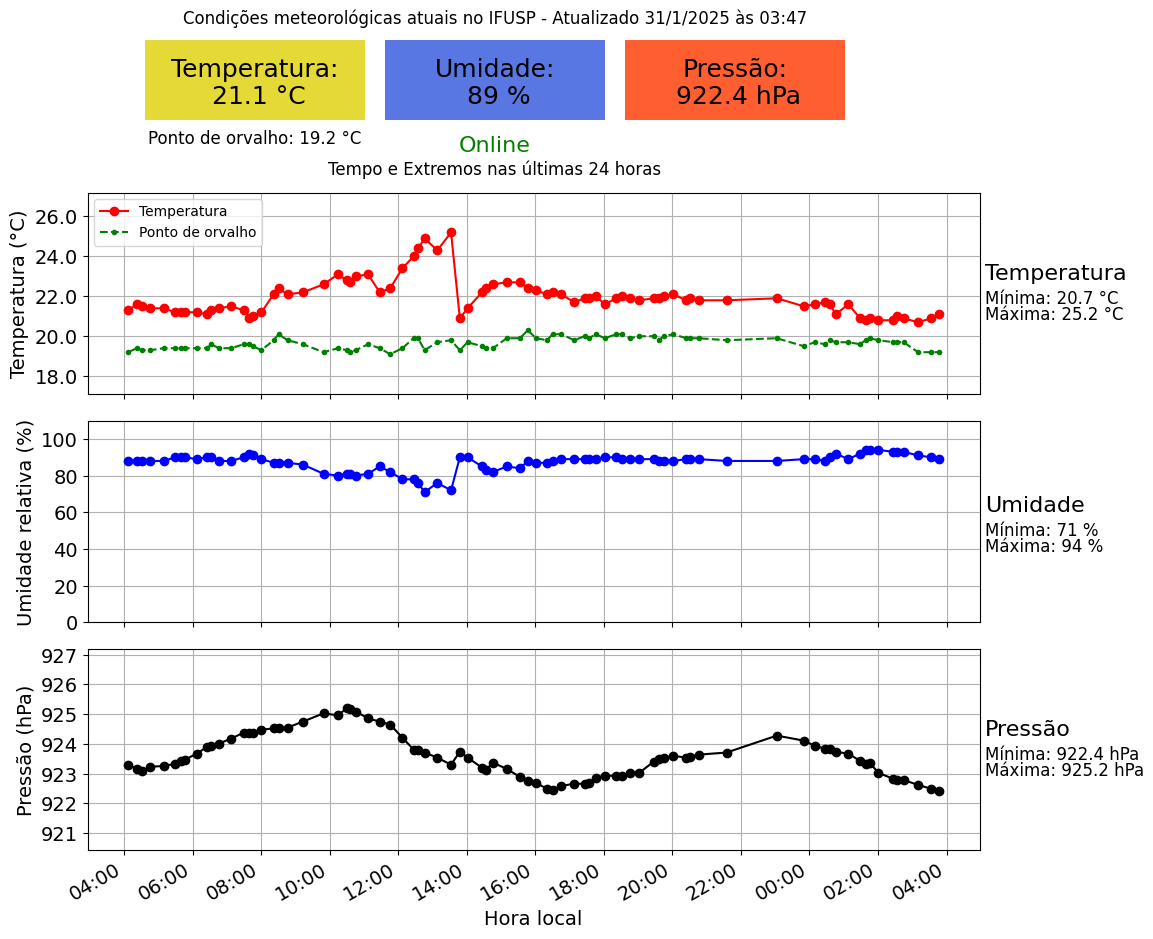 Condições meteorológicas atuais no IFUSP - Atualizado 31/1/2025 às 03:47
Temperatura:
21.1 °C
Umidade:
89 %
Pressão:
922.4 hPa
Ponto de orvalho: 19.2 °C
Online
Tempo e Extremos nas últimas 24 horas
Temperatura (°C)
26.0
24.0
22.0
20.0
18.0
Temperatura
Ponto de orvalho
Temperatura
Mínima: 20.7 °C
Máxima: 25.2 °C
Umidade relativa (%)
100
80
60
40
20
0
Umidade
Mínima: 71 %
Máxima: 94 %
Pressão (hPa)
927
926
925
924
923
922
921
Pressão
Mínima: 922.4 hPa
Máxima: 925.2 hPa
04:00
06:00
08:00
10:00
12:00
14:00
16:00
18:00
20:00
22:00
00:00
02:00
04:00
Hora local